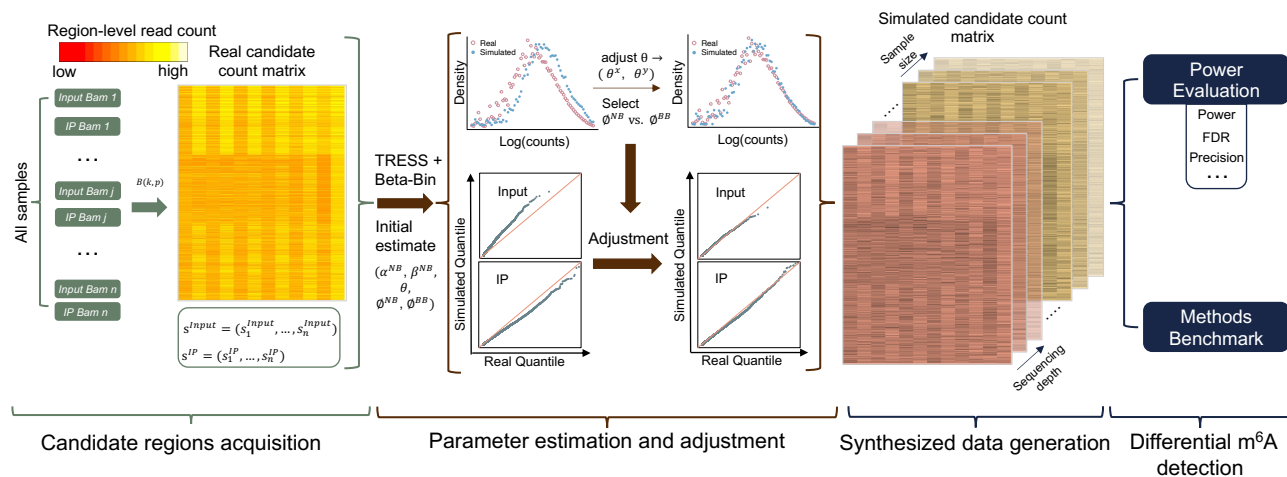 Region-level read count
low
high
Real candidate
count matrix
All samples
Input Bam 1
IP Bam 1
...
Input Bam j
IP Bam j
...
Input Bam n
IP Bam n
B(k,p)
s^Input = (s_1^Input, ..., s_n^Input)
s^IP = (s_1^IP, ..., s_n^IP)
Candidate regions acquisition
TRESS +
Beta-Bin
Initial
estimate
(α^NB, β^NB,
θ,
ϕ^NB, ϕ^BB)
Density
Real
Simulated
Log(counts)
adjust θ →
(θ^x, θ^y)
Select
ϕ^NB vs. ϕ^BB
Density
Real
Simulated
Log(counts)
Simulated Quantile
Input
IP
Real Quantile
Adjustment
Simulated Quantile
Input
IP
Real Quantile
Parameter estimation and adjustment
Simulated candidate count
matrix
Sample
size
......
......
Sequencing
depth
Synthesized data generation
Power
Evaluation
Power
FDR
Precision
...
Methods
Benchmark
Differential m⁶A
detection